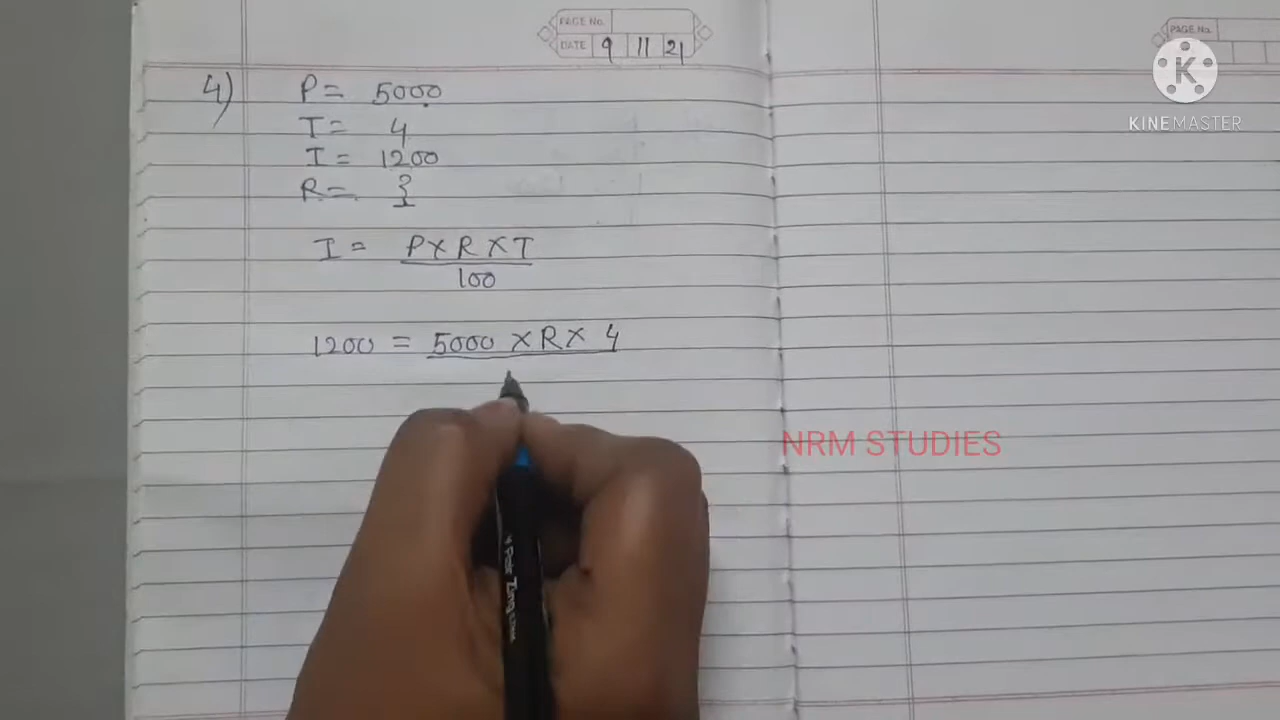 PAGE No.
DATE 9 11 21
PAGE No.
K
KINEMASTER
4) P = 5000
T = 4
I = 1200
R = ?
I = P × R × T
100
1200 = 5000 × R × 4
NRM STUDIES